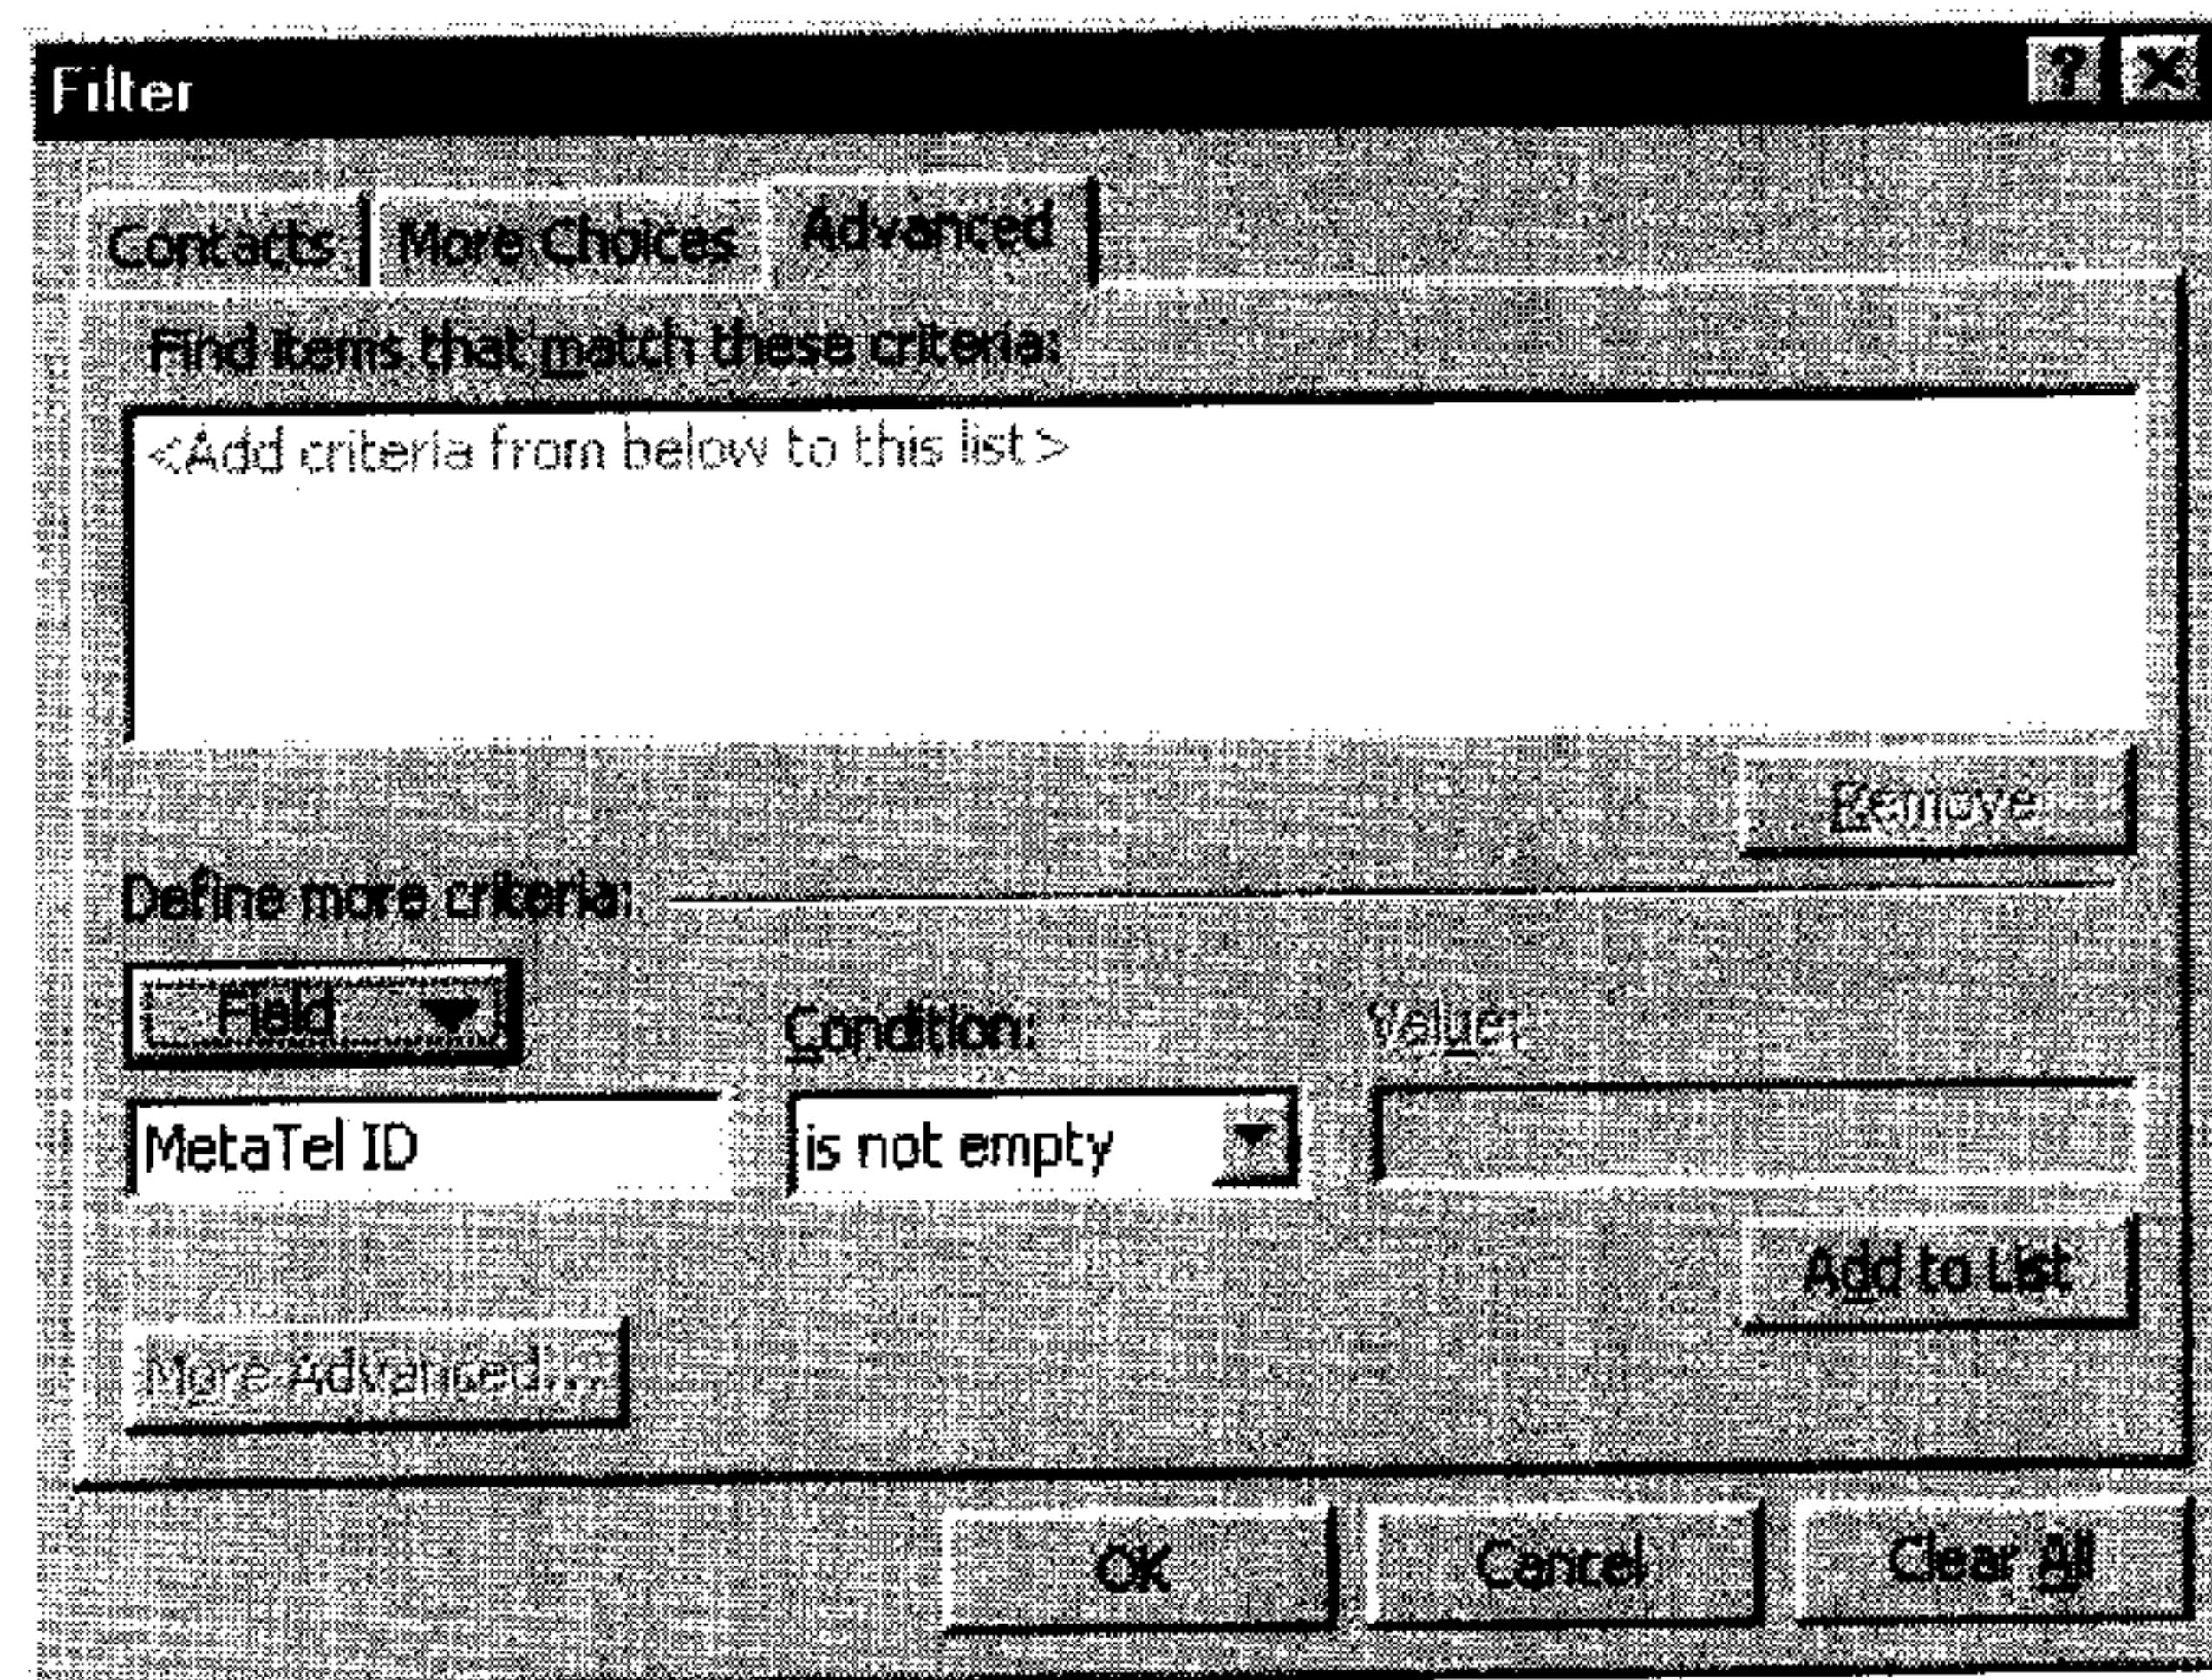 Filter
Contacts More Choices Advanced
Find items that match these criteria:
<Add criteria from below to this list>
Remove
Define more criteria:
Field
Condition: Value:
MetaTel ID is not empty
Add to List
More Advanced...
OK Cancel Clear All